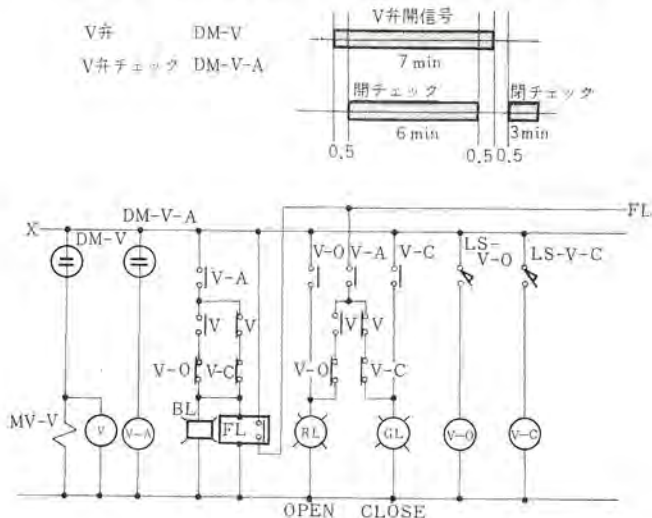 V弁 DM-V
V弁チェック DM-V-A
V弁開信号
7 min
開チェック
閉チェック
6 min
3min
0.5
0.5
0.5
DM-V-A
FL
X
DM-V
V-O
V-A
V-C
LS-V-O
LS-V-C
V-A
V
V
V
V
V-O
V-C
V-O
V-C
BL
MV-V
V
V-A
FL
RL
GL
V-O
V-C
OPEN CLOSE